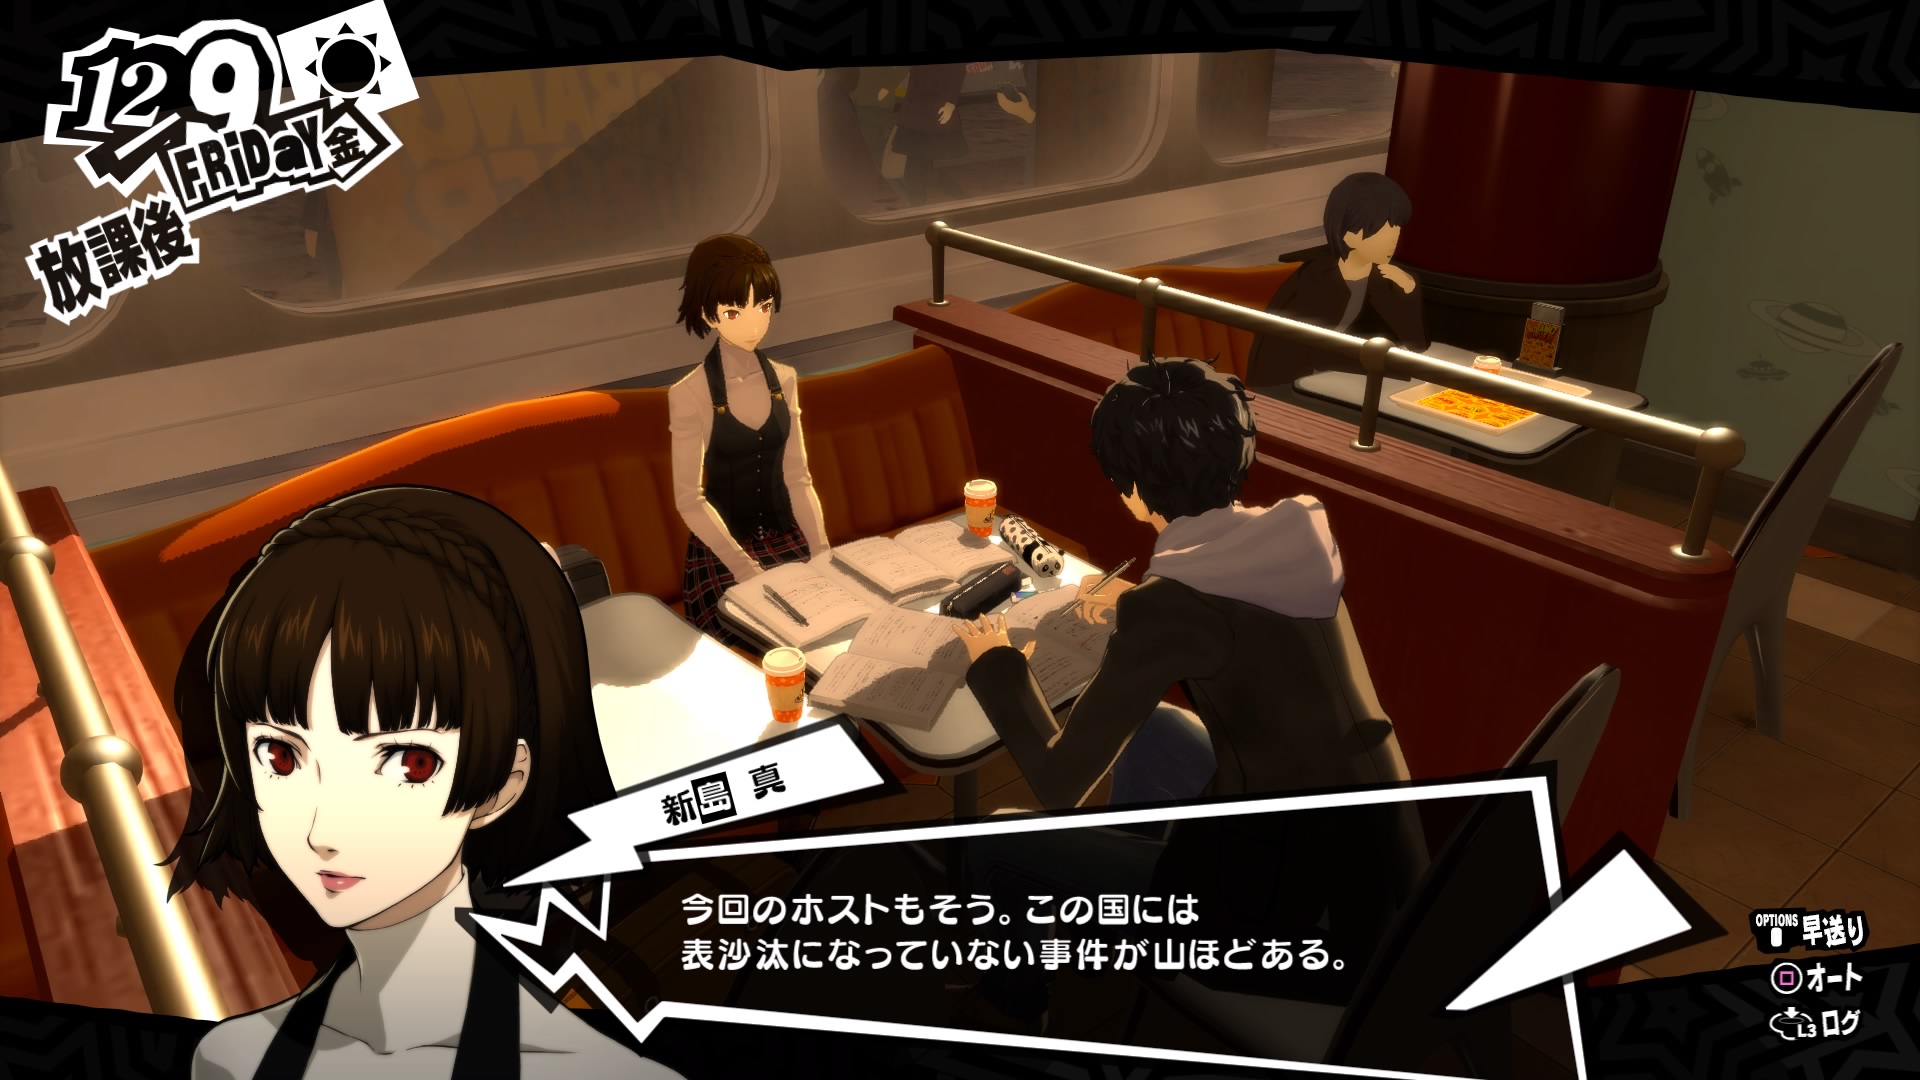 12/9
FRiDaY 金
放課後
新島 真
今回のホストもそう。この国には
表沙汰になっていない事件が山ほどある。
OPTIONS 早送り
オート
L3 ログ